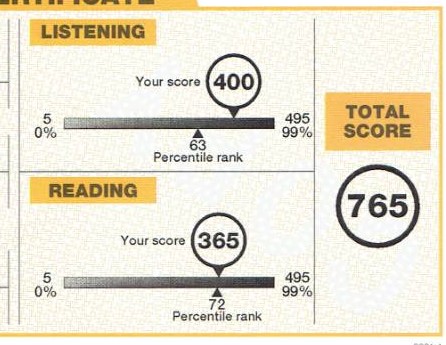 LISTENING
Your score 400
5 495
0% 99%
63
Percentile rank
TOTAL
SCORE
765
READING
Your score 365
5 495
0% 99%
72
Percentile rank